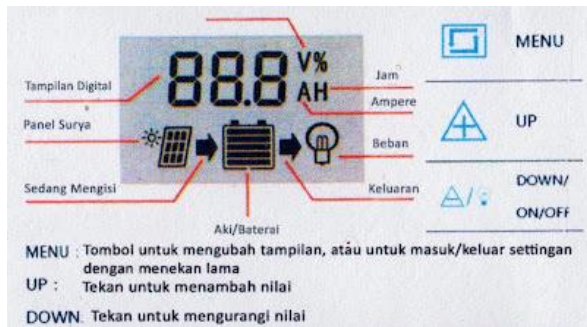 88.8 V%
AH
Tampilan Digital
Jam
Ampere
Panel Surya
Beban
Sedang Mengisi
Keluaran
Aki/Baterai
MENU
UP
DOWN/
ON/OFF
MENU : Tombol untuk mengubah tampilan, atau untuk masuk/keluar settingan
dengan menekan lama
UP : Tekan untuk menambah nilai
DOWN. Tekan untuk mengurangi nilai